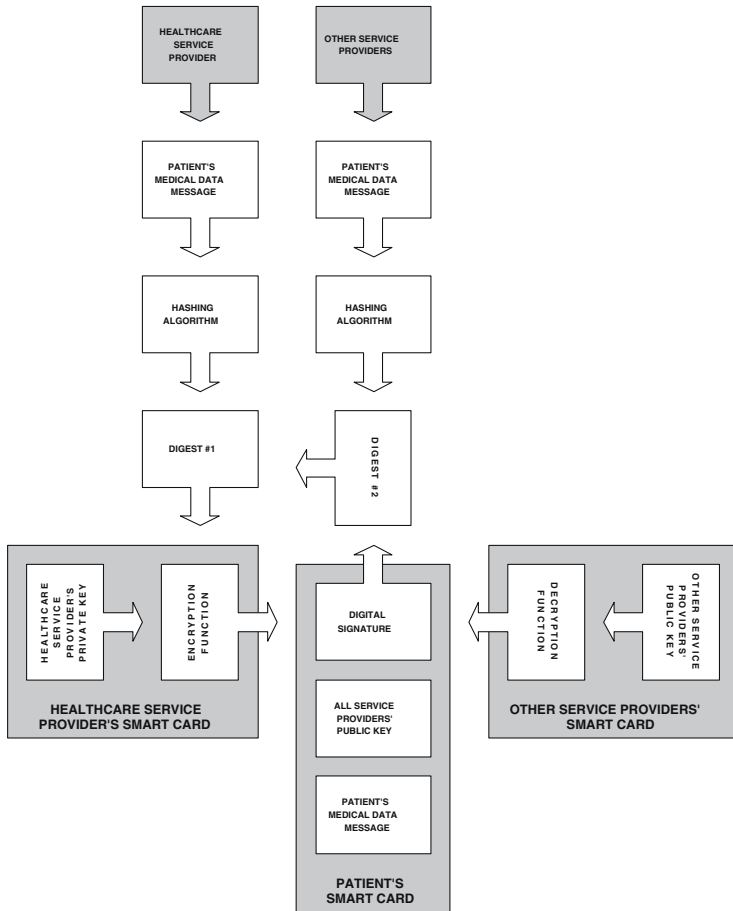 HEALTHCARE
SERVICE
PROVIDER
OTHER SERVICE
PROVIDERS
PATIENT'S
MEDICAL DATA
MESSAGE
PATIENT'S
MEDICAL DATA
MESSAGE
HASHING
ALGORITHM
HASHING
ALGORITHM
DIGEST #1
DIGEST #2
HEALTHCARE
SERVICE
PROVIDER'S
PRIVATE KEY
ENCRYPTION
FUNCTION
HEALTHCARE SERVICE
PROVIDER'S SMART CARD
DIGITAL
SIGNATURE
ALL SERVICE
PROVIDERS'
PUBLIC KEY
PATIENT'S
MEDICAL DATA
MESSAGE
PATIENT'S
SMART CARD
DECRYPTION
FUNCTION
OTHER SERVICE
PROVIDERS'
PUBLIC KEY
OTHER SERVICE PROVIDERS'
SMART CARD